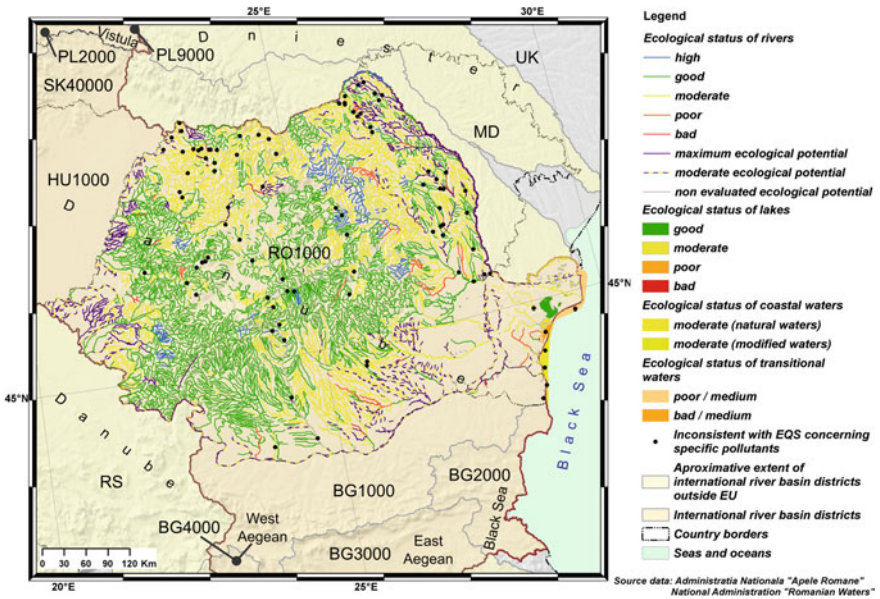 25°E
30°E
Vistula
D n i e s t e r
PL2000
PL9000
SK40000
UK
MD
HU1000
RO1000
D a n u b e
45°N
45°N
D a n u b e
RS
Black Sea
BG1000
BG2000
BG4000
West
Aegean
BG3000
East
Aegean
Black Sea
0 30 60 90 120
Km
20°E
25°E
Legend
Ecological status of rivers
high
good
moderate
poor
bad
maximum ecological potential
moderate ecological potential
non evaluated ecological potential
Ecological status of lakes
good
moderate
poor
bad
Ecological status of coastal waters
moderate (natural waters)
moderate (modified waters)
Ecological status of transitional
waters
poor / medium
bad / medium
Inconsistent with EQS concerning
specific pollutants
Aproximative extent of
international river basin districts
outside EU
International river basin districts
Country borders
Seas and oceans
Source data: Administratia Nationala "Apele Romane"
National Administration "Romanian Waters"